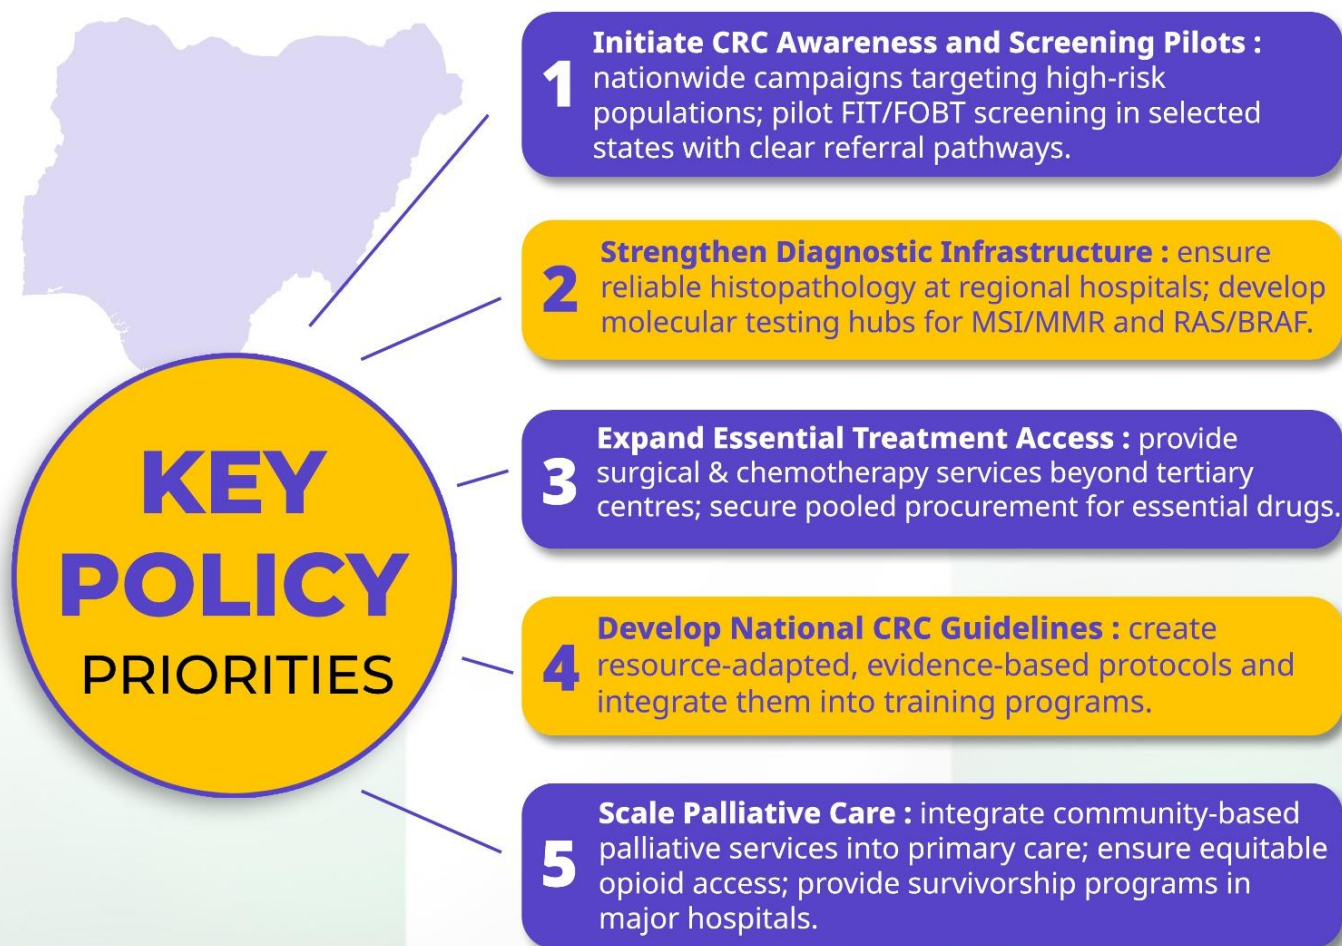 KEY
POLICY
PRIORITIES
1
Initiate CRC Awareness and Screening Pilots :
nationwide campaigns targeting high-risk
populations; pilot FIT/FOBT screening in selected
states with clear referral pathways.
2
Strengthen Diagnostic Infrastructure : ensure
reliable histopathology at regional hospitals; develop
molecular testing hubs for MSI/MMR and RAS/BRAF.
3
Expand Essential Treatment Access : provide
surgical & chemotherapy services beyond tertiary
centres; secure pooled procurement for essential drugs.
4
Develop National CRC Guidelines : create
resource-adapted, evidence-based protocols and
integrate them into training programs.
5
Scale Palliative Care : integrate community-based
palliative services into primary care; ensure equitable
opioid access; provide survivorship programs in
major hospitals.